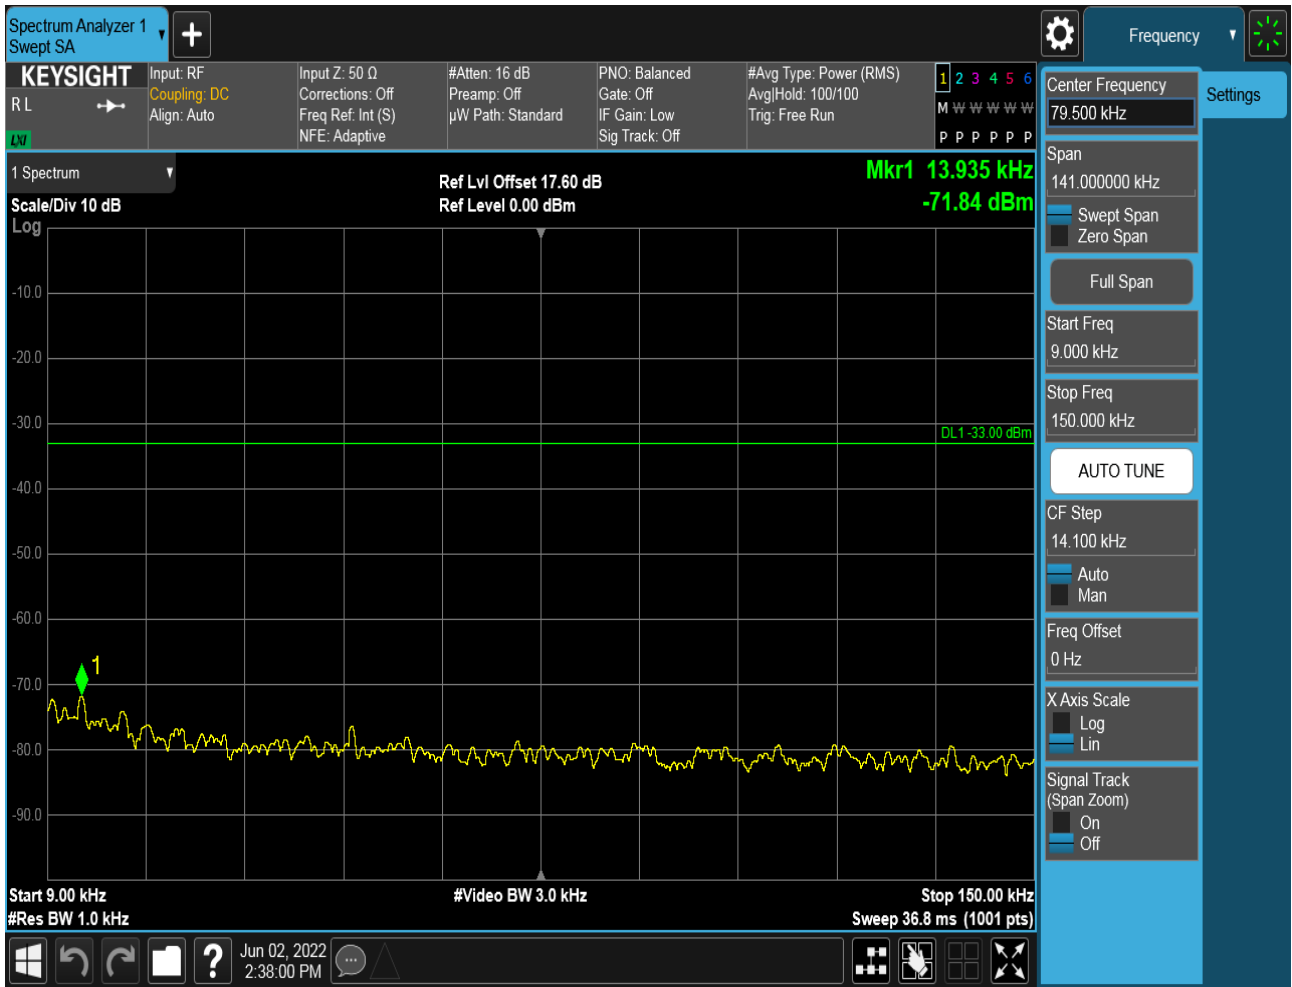 Spectrum Analyzer 1
Swept SA
Frequency
KEYSIGHT
R L
LXI
Input: RF
Coupling: DC
Align: Auto
Input Z: 50 Ω
Corrections: Off
Freq Ref: Int (S)
NFE: Adaptive
#Atten: 16 dB
Preamp: Off
µW Path: Standard
PNO: Balanced
Gate: Off
IF Gain: Low
Sig Track: Off
#Avg Type: Power (RMS)
Avg|Hold: 100/100
Trig: Free Run
1 2 3 4 5 6
M W W W W W
P P P P P P
1 Spectrum
Scale/Div 10 dB
Log
Ref Lvl Offset 17.60 dB
Ref Level 0.00 dBm
Mkr1 13.935 kHz
-71.84 dBm
-10.0
-20.0
-30.0
DL1 -33.00 dBm
-40.0
-50.0
-60.0
1
-70.0
-80.0
-90.0
Start 9.00 kHz
#Video BW 3.0 kHz
Stop 150.00 kHz
#Res BW 1.0 kHz
Sweep 36.8 ms (1001 pts)
?
Jun 02, 2022
2:38:00 PM
Center Frequency
79.500 kHz
Settings
Span
141.000000 kHz
Swept Span
Zero Span
Full Span
Start Freq
9.000 kHz
Stop Freq
150.000 kHz
AUTO TUNE
CF Step
14.100 kHz
Auto
Man
Freq Offset
0 Hz
X Axis Scale
Log
Lin
Signal Track
(Span Zoom)
On
Off